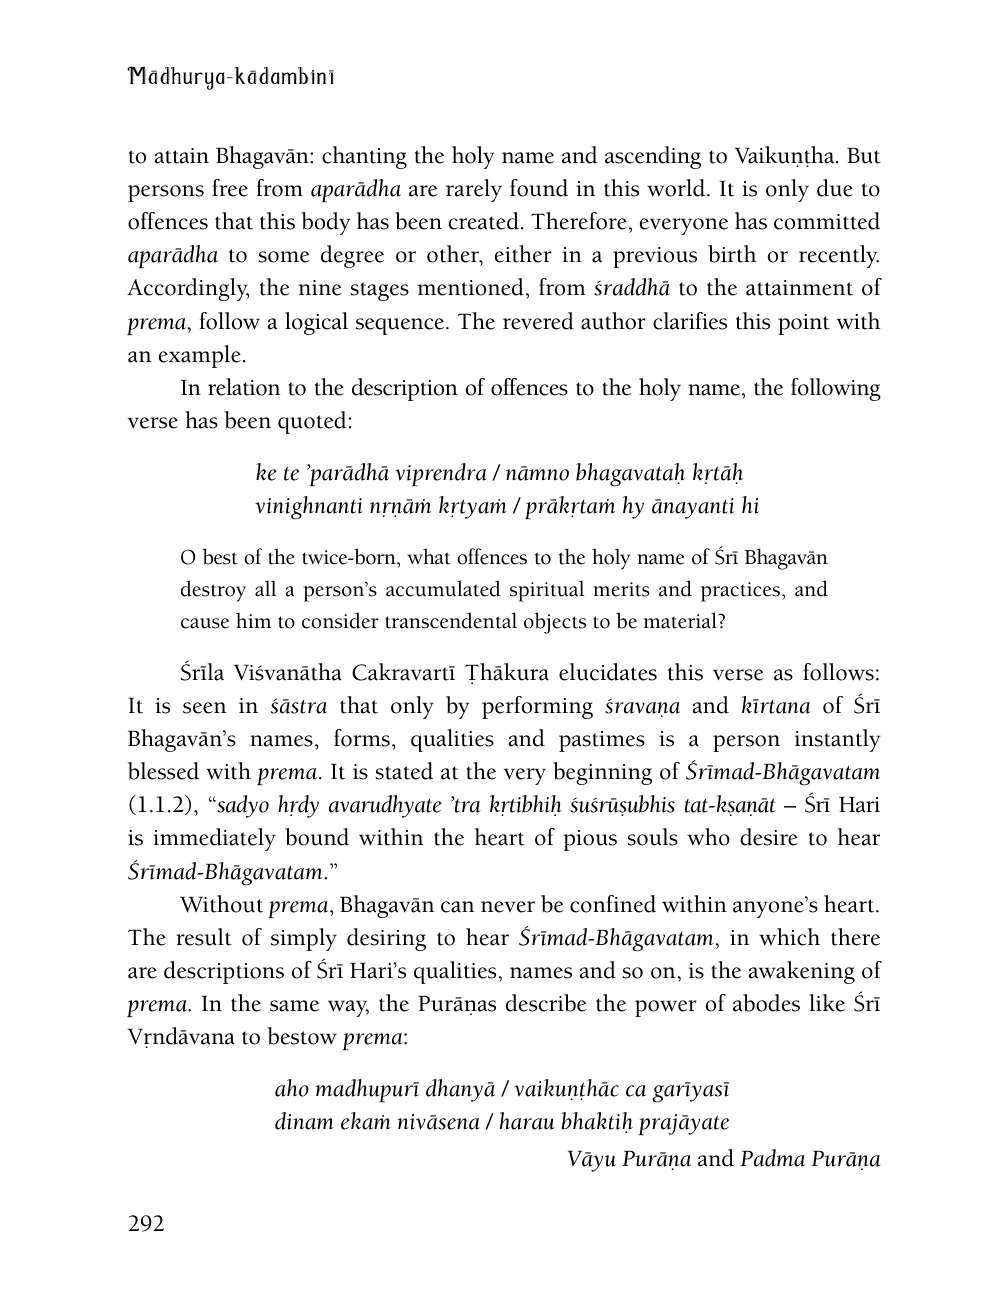 Mādhurya-kādambinī
to attain Bhagavān: chanting the holy name and ascending to Vaikuṇṭha. But
persons free from aparādha are rarely found in this world. It is only due to
offences that this body has been created. Therefore, everyone has committed
aparādha to some degree or other, either in a previous birth or recently.
Accordingly, the nine stages mentioned, from śraddhā to the attainment of
prema, follow a logical sequence. The revered author clarifies this point with
an example.
In relation to the description of offences to the holy name, the following
verse has been quoted:
ke te ’parādhā viprendra / nāmno bhagavataḥ kṛtāḥ
vinighnanti nṛṇāṁ kṛtyaṁ / prākṛtaṁ hy ānayanti hi
O best of the twice-born, what offences to the holy name of Śrī Bhagavān
destroy all a person’s accumulated spiritual merits and practices, and
cause him to consider transcendental objects to be material?
Śrīla Viśvanātha Cakravartī Ṭhākura elucidates this verse as follows:
It is seen in śāstra that only by performing śravaṇa and kīrtana of Śrī
Bhagavān’s names, forms, qualities and pastimes is a person instantly
blessed with prema. It is stated at the very beginning of Śrīmad-Bhāgavatam
(1.1.2), “sadyo hṛdy avarudhyate ’tra kṛtibhiḥ śuśrūṣubhis tat-kṣaṇāt – Śrī Hari
is immediately bound within the heart of pious souls who desire to hear
Śrīmad-Bhāgavatam.”
Without prema, Bhagavān can never be confined within anyone’s heart.
The result of simply desiring to hear Śrīmad-Bhāgavatam, in which there
are descriptions of Śrī Hari’s qualities, names and so on, is the awakening of
prema. In the same way, the Purāṇas describe the power of abodes like Śrī
Vṛndāvana to bestow prema:
aho madhupurī dhanyā / vaikuṇṭhāc ca garīyasī
dinam ekaṁ nivāsena / harau bhaktiḥ prajāyate
Vāyu Purāṇa and Padma Purāṇa
292